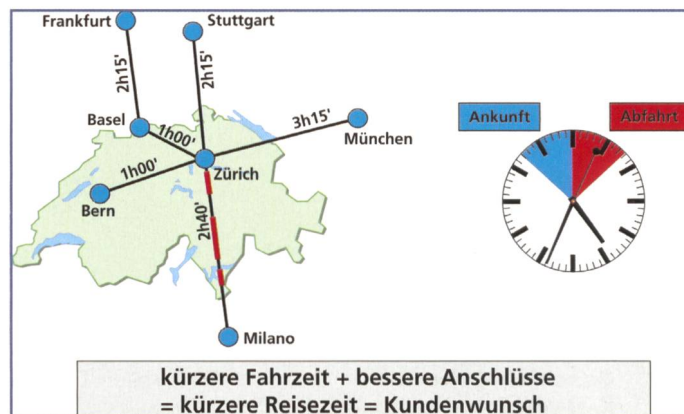 Frankfurt
Stuttgart
2h15'
2h15'
Basel
1h00'
3h15'
München
1h00'
Zürich
Bern
2h40'
Milano
Ankunft
Abfahrt
kürzere Fahrzeit + bessere Anschlüsse
= kürzere Reisezeit = Kundenwunsch